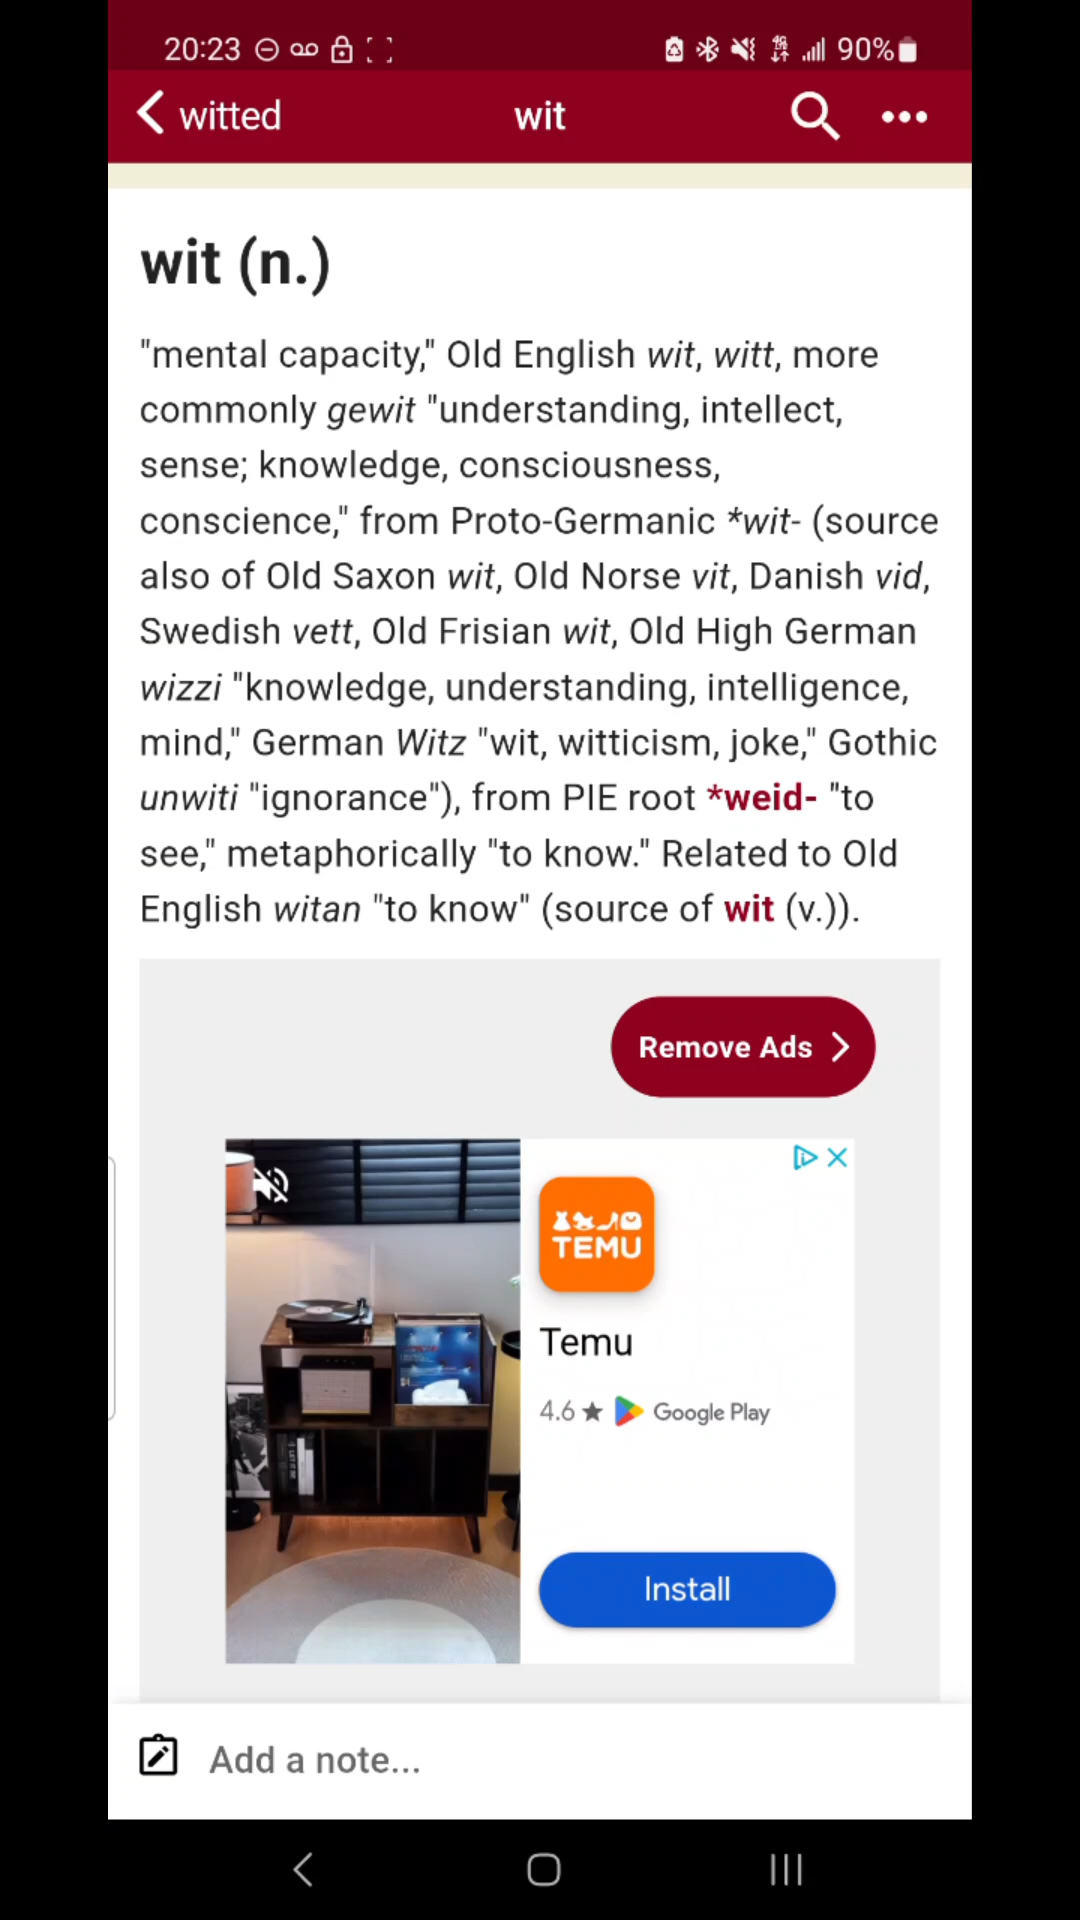 20:23
90%
witted
wit
wit (n.)
"mental capacity," Old English wit, witt, more
commonly gewit "understanding, intellect,
sense; knowledge, consciousness,
conscience," from Proto-Germanic *wit- (source
also of Old Saxon wit, Old Norse vit, Danish vid,
Swedish vett, Old Frisian wit, Old High German
wizzi "knowledge, understanding, intelligence,
mind," German Witz "wit, witticism, joke," Gothic
unwiti "ignorance"), from PIE root *weid- "to
see," metaphorically "to know." Related to Old
English witan "to know" (source of wit (v.)).
Remove Ads
TEMU
Temu
4.6★ Google Play
Install
Add a note...